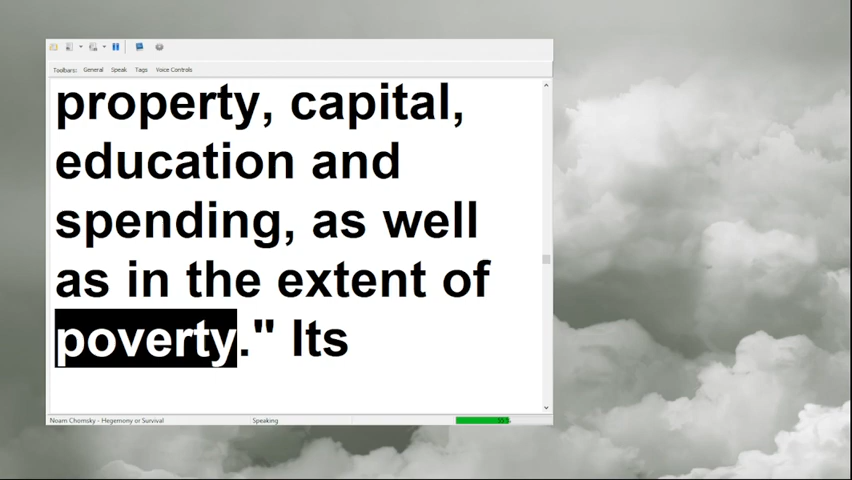 Toolbars: General Speak Tags Voice Controls
property, capital,
education and
spending, as well
as in the extent of
poverty." Its
Noam Chomsky - Hegemony or Survival Speaking